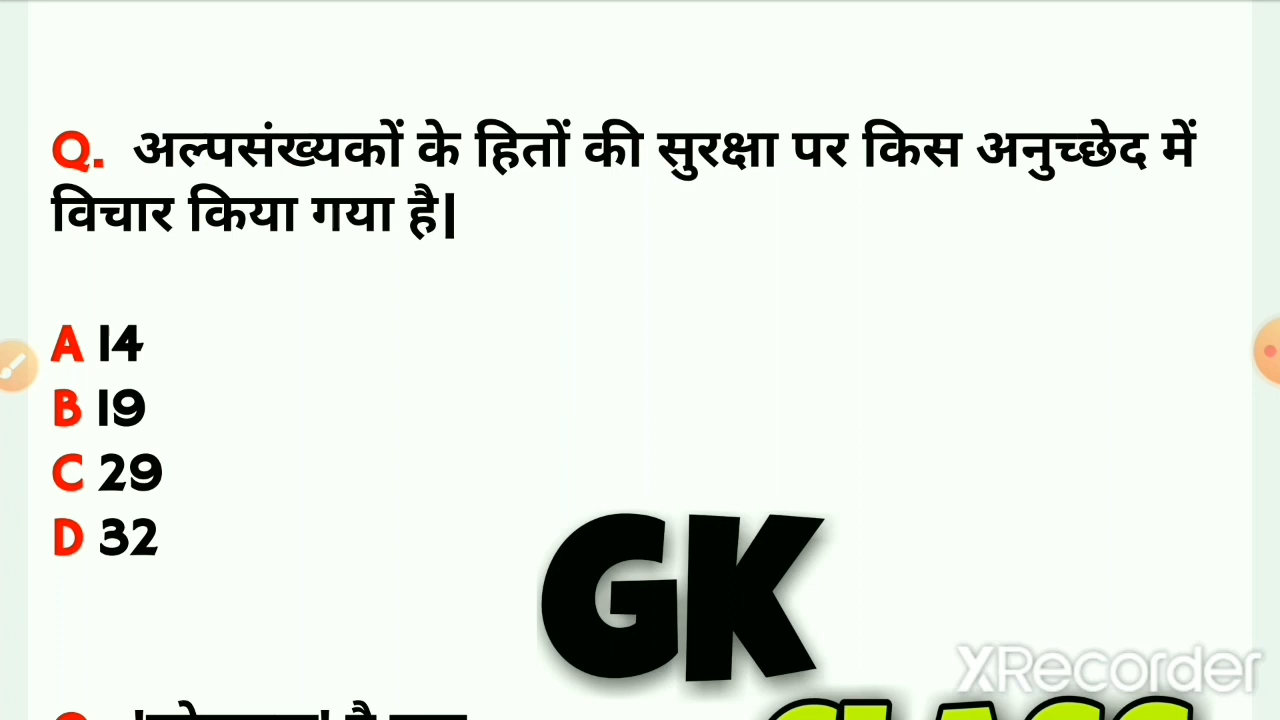 Q. अल्पसंख्यकों के हितों की सुरक्षा पर किस अनुच्छेद में
विचार किया गया है|
A 14
B 19
C 29
D 32
GK
XRecorder